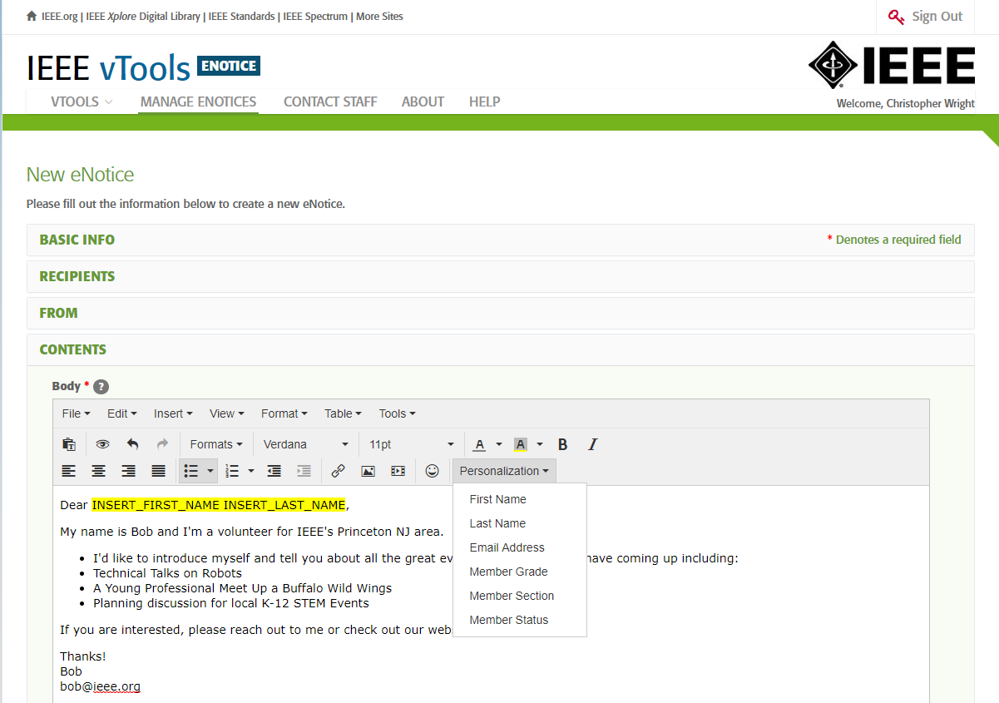 IEEE.org | IEEE Xplore Digital Library | IEEE Standards | IEEE Spectrum | More Sites
Sign Out
IEEE vTools ENOTICE
IEEE
VTOOLS MANAGE ENOTICES CONTACT STAFF ABOUT HELP
Welcome, Christopher Wright
New eNotice
Please fill out the information below to create a new eNotice.
BASIC INFO
* Denotes a required field
RECIPIENTS
FROM
CONTENTS
Body * ?
File Edit Insert View Format Table Tools
Formats Verdana 11pt A A B I
Personalization
First Name
Last Name
Email Address
Member Grade
Member Section
Member Status
Dear INSERT_FIRST_NAME INSERT_LAST_NAME,
My name is Bob and I'm a volunteer for IEEE's Princeton NJ area.
• I'd like to introduce myself and tell you about all the great have coming up including:
• Technical Talks on Robots
• A Young Professional Meet Up a Buffalo Wild Wings
• Planning discussion for local K-12 STEM Events
If you are interested, please reach out to me or check out our
Thanks!
Bob
bob@ieee.org